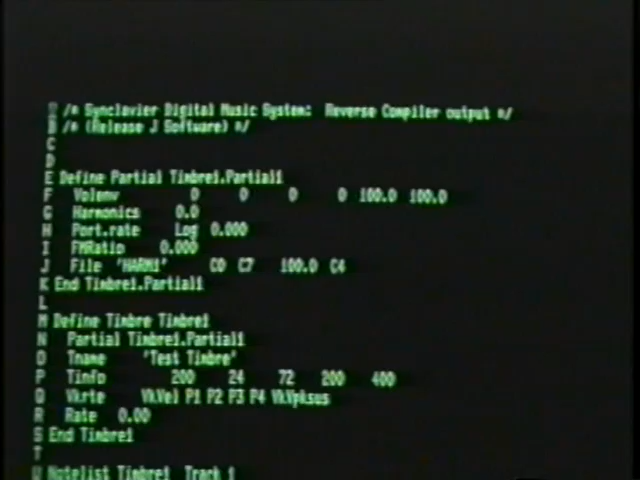 B /* Synclavier Digital Music System:  Reverse Compiler output */
B /* (Release J Software) */
C
D
E Define Partial Timbre1.Partial1
F   Volenv         0     0     0     0  100.0  100.0
G   Harmonics    0.0
H   Port.rate    Log  0.000
I   FMRatio    0.000
J   File  'HARM1'     C0  C7   100.0  C4
K End Timbre1.Partial1
L
M Define Timbre Timbre1
N   Partial Timbre1.Partial1
O   Tname     'Test Timbre'
P   Tinfo        200    24    72   200   400
Q   Vkrte     VkVel P1 P2 P3 P4 VkVpksus
R   Rate   0.00
S End Timbre1
T
U Notelist Timbre1  Track 1